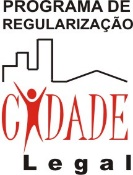 PROGRAMA DE
REGULARIZAÇÃO
CIDADE
Legal